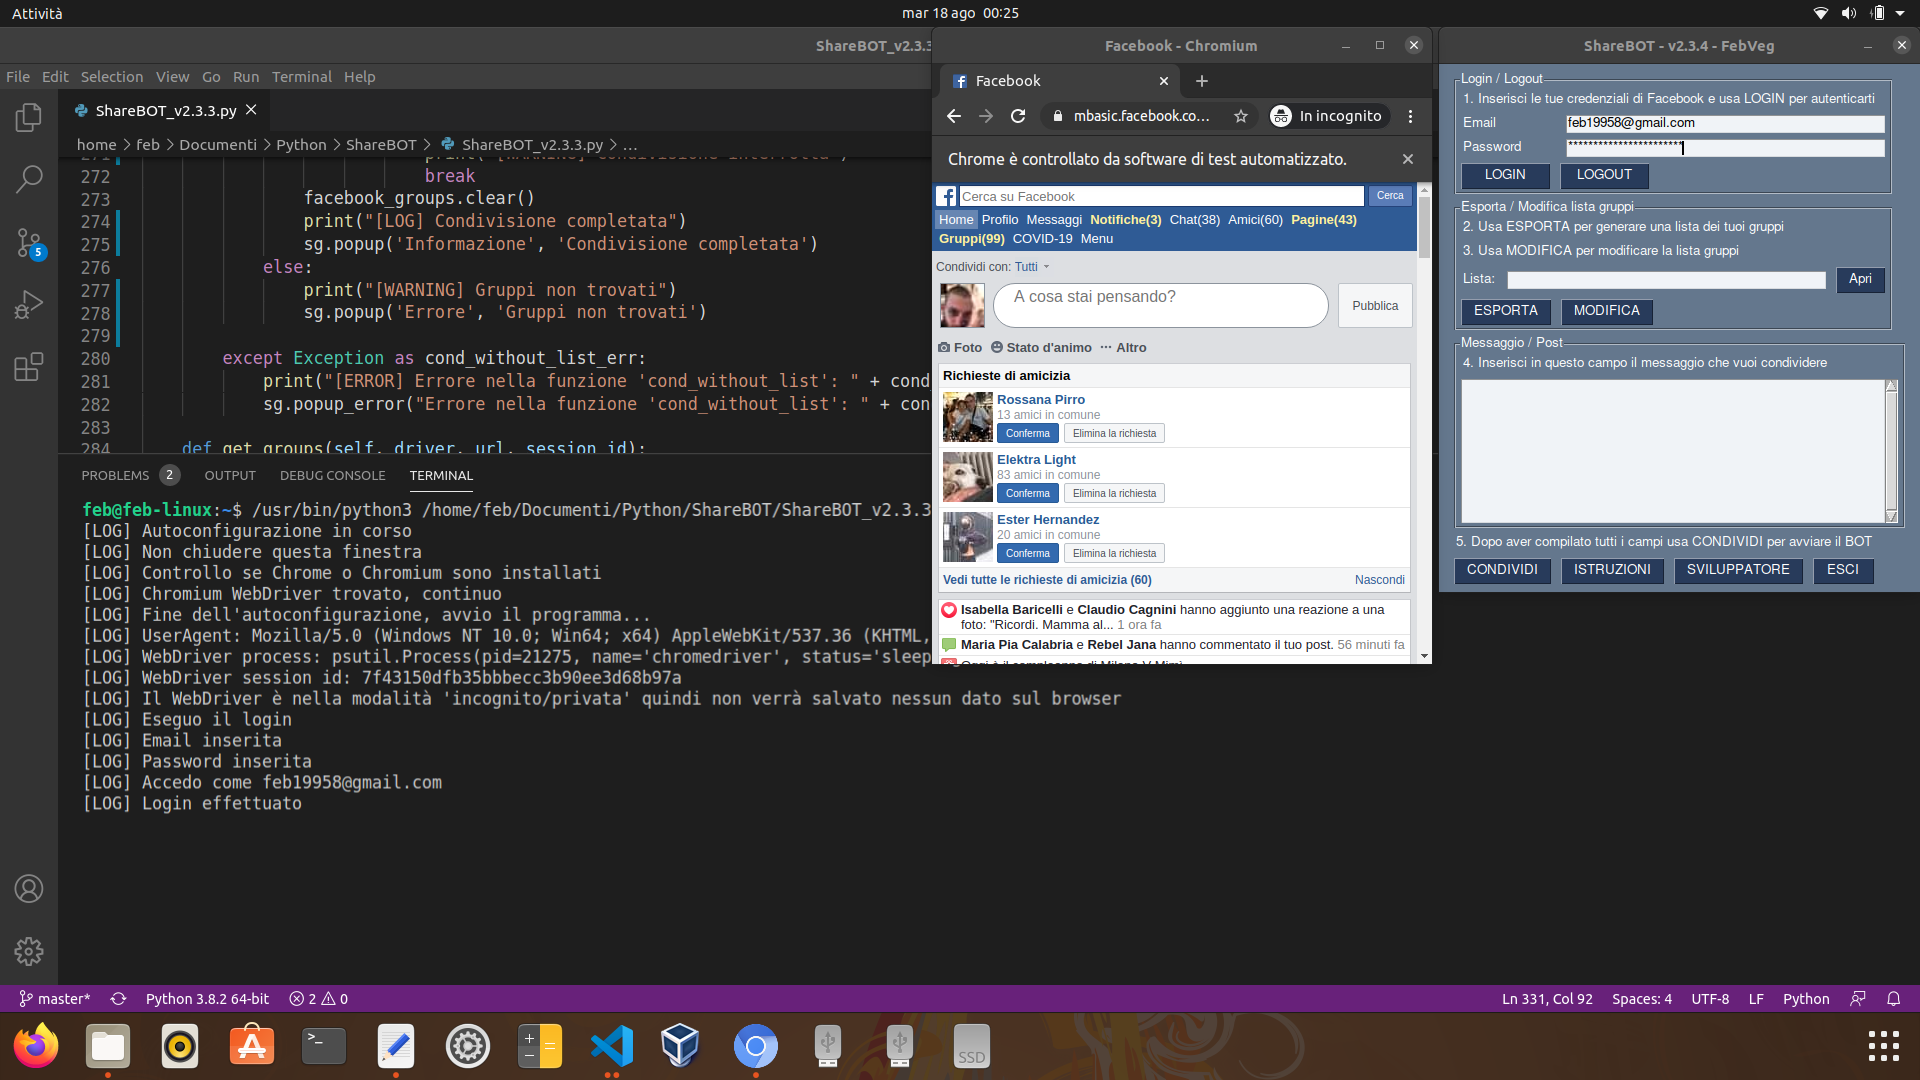 Attività
mar 18 ago 00:25
ShareBOT_v2.3.3
File Edit Selection View Go Run Terminal Help
ShareBOT_v2.3.3.py
home > feb > Documenti > Python > ShareBOT > ShareBOT_v2.3.3.py > ...
272 break
273 facebook_groups.clear()
274 print("[LOG] Condivisione completata")
275 sg.popup('Informazione', 'Condivisione completata')
276 else:
277 print("[WARNING] Gruppi non trovati")
278 sg.popup('Errore', 'Gruppi non trovati')
279
280 except Exception as cond_without_list_err:
281 print("[ERROR] Errore nella funzione 'cond_without_list': " + cond_
282 sg.popup_error("Errore nella funzione 'cond_without_list': " + con
283
284 def get_groups(self, driver, url, session_id):
PROBLEMS 2 OUTPUT DEBUG CONSOLE TERMINAL
feb@feb-linux:~$ /usr/bin/python3 /home/feb/Documenti/Python/ShareBOT/ShareBOT_v2.3.3
[LOG] Autoconfigurazione in corso
[LOG] Non chiudere questa finestra
[LOG] Controllo se Chrome o Chromium sono installati
[LOG] Chromium WebDriver trovato, continuo
[LOG] Fine dell'autoconfigurazione, avvio il programma...
[LOG] UserAgent: Mozilla/5.0 (Windows NT 10.0; Win64; x64) AppleWebKit/537.36 (KHTML,
[LOG] WebDriver process: psutil.Process(pid=21275, name='chromedriver', status='sleep
[LOG] WebDriver session id: 7f43150dfb35bbbecc3b90ee3d68b97a
[LOG] Il WebDriver è nella modalità 'incognito/privata' quindi non verrà salvato nessun dato sul browser
[LOG] Eseguo il login
[LOG] Email inserita
[LOG] Password inserita
[LOG] Accedo come feb19958@gmail.com
[LOG] Login effettuato
5
master* Python 3.8.2 64-bit 2 0
Ln 331, Col 92 Spaces: 4 UTF-8 LF Python
Facebook - Chromium
Facebook
mbasic.facebook.co... In incognito
Chrome è controllato da software di test automatizzato.
Cerca su Facebook Cerca
Home Profilo Messaggi Notifiche(3) Chat(38) Amici(60) Pagine(43)
Gruppi(99) COVID-19 Menu
Condividi con: Tutti
A cosa stai pensando? Pubblica
Foto Stato d'animo ··· Altro
Richieste di amicizia
Rossana Pirro
13 amici in comune
Conferma Elimina la richiesta
Elektra Light
83 amici in comune
Conferma Elimina la richiesta
Ester Hernandez
20 amici in comune
Conferma Elimina la richiesta
Vedi tutte le richieste di amicizia (60) Nascondi
Isabella Baricelli e Claudio Cagnini hanno aggiunto una reazione a una
foto: "Ricordi. Mamma al... 1 ora fa
Maria Pia Calabria e Rebel Jana hanno commentato il tuo post. 56 minuti fa
ShareBOT - v2.3.4 - FebVeg
Login / Logout
1. Inserisci le tue credenziali di Facebook e usa LOGIN per autenticarti
Email feb19958@gmail.com
Password ***********************
LOGIN LOGOUT
Esporta / Modifica lista gruppi
2. Usa ESPORTA per generare una lista dei tuoi gruppi
3. Usa MODIFICA per modificare la lista gruppi
Lista: Apri
ESPORTA MODIFICA
Messaggio / Post
4. Inserisci in questo campo il messaggio che vuoi condividere
5. Dopo aver compilato tutti i campi usa CONDIVIDI per avviare il BOT
CONDIVIDI ISTRUZIONI SVILUPPATORE ESCI
SSD